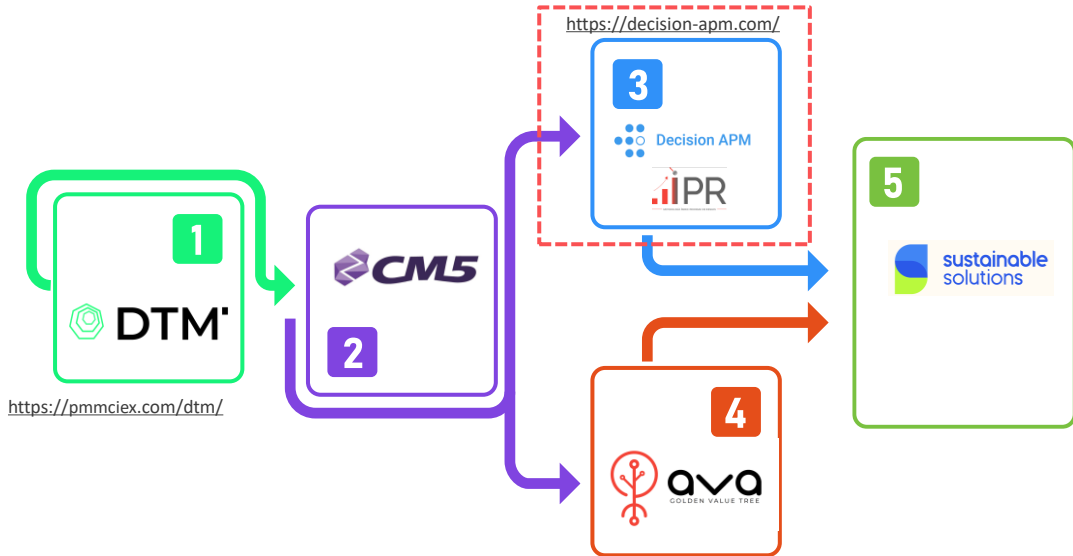 https://decision-apm.com/
3
Decision APM
iPR
1
DTM
https://pmmciex.com/dtm/
CM5
2
4
ava
GOLDEN VALUE TREE
5
sustainable
solutions